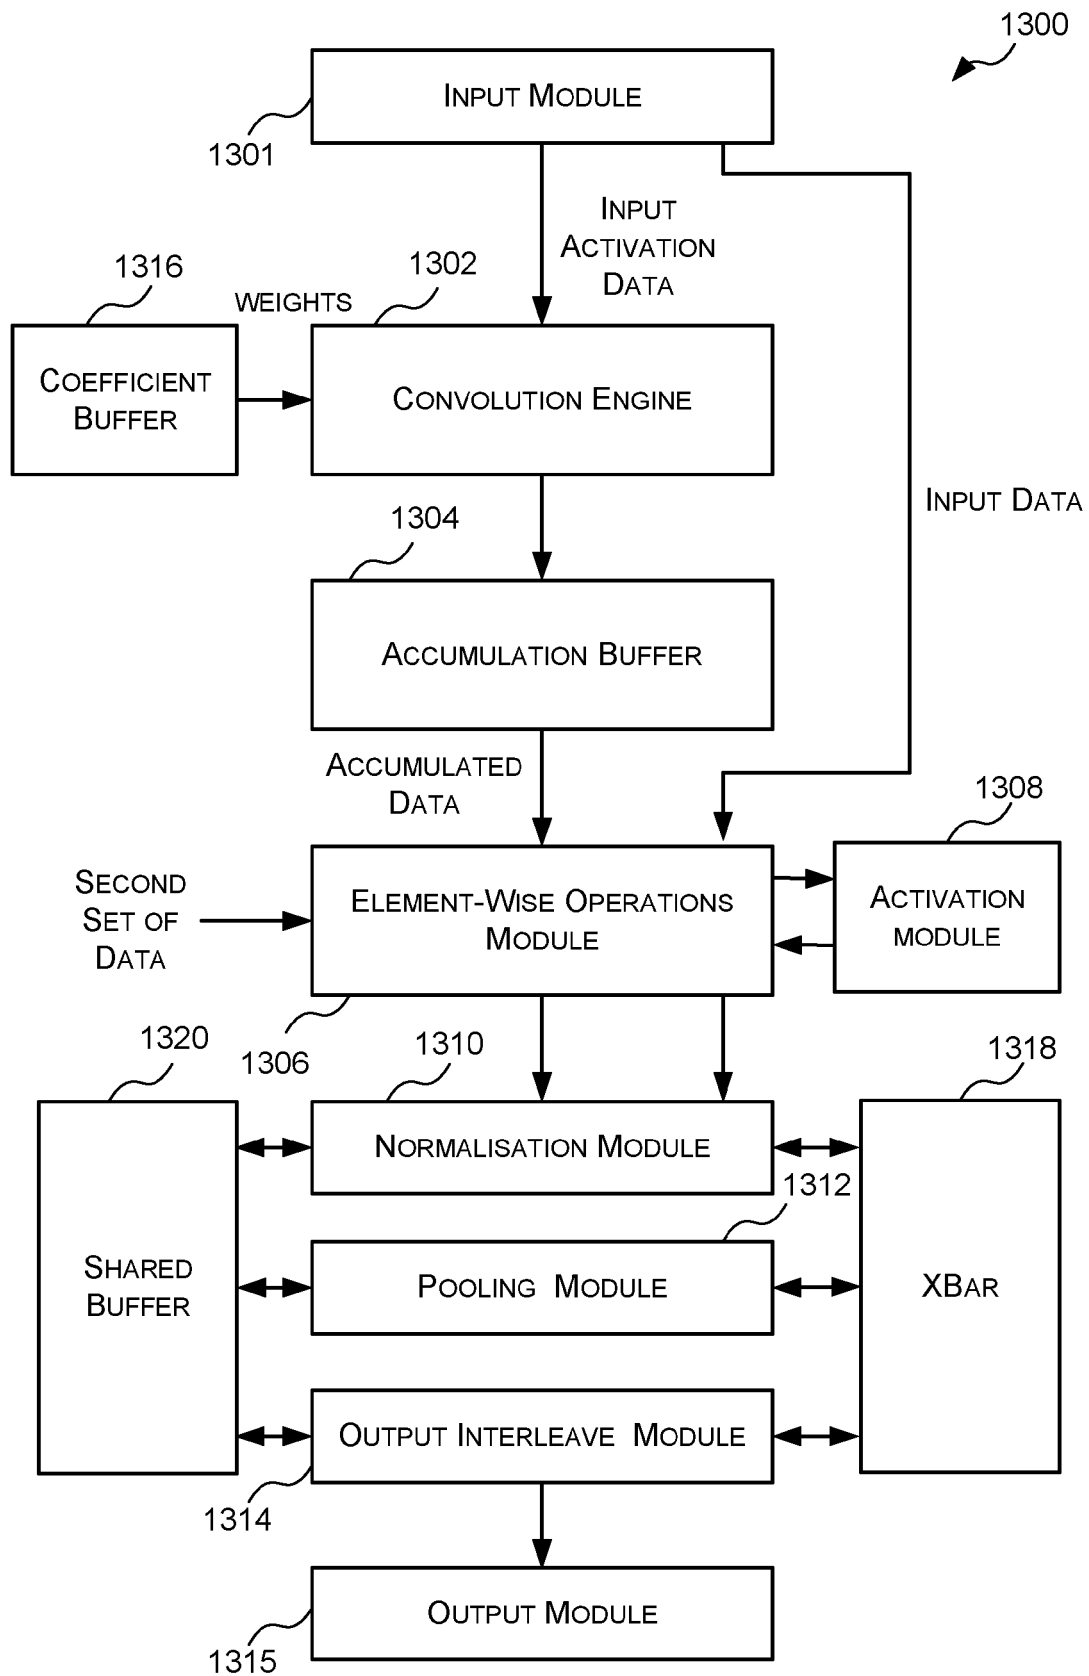 1300
INPUT MODULE
1301
INPUT
ACTIVATION
DATA
1316
WEIGHTS
1302
COEFFICIENT
BUFFER
CONVOLUTION ENGINE
INPUT DATA
1304
ACCUMULATION BUFFER
ACCUMULATED
DATA
1308
SECOND
SET OF
DATA
ELEMENT-WISE OPERATIONS
MODULE
ACTIVATION
MODULE
1306
1320
1310
1318
NORMALISATION MODULE
1312
SHARED
BUFFER
POOLING MODULE
XBAR
OUTPUT INTERLEAVE MODULE
1314
OUTPUT MODULE
1315